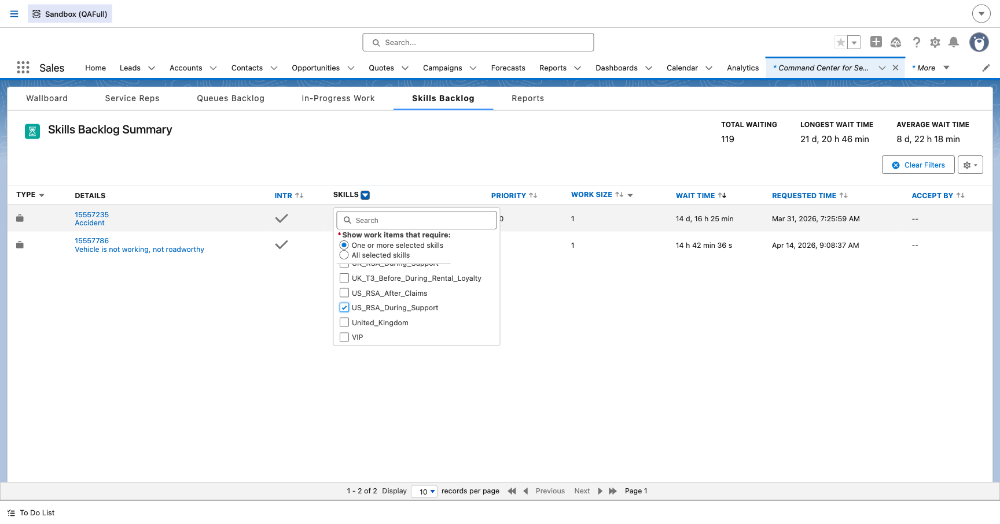 Sandbox (QAFull)
Search...
Sales
Home
Leads
Accounts
Contacts
Opportunities
Quotes
Campaigns
Forecasts
Reports
Dashboards
Calendar
Analytics
* Command Center for Se...
* More
Wallboard
Service Reps
Queues Backlog
In-Progress Work
Skills Backlog
Reports
Skills Backlog Summary
TOTAL WAITING
119
LONGEST WAIT TIME
21 d, 20 h 46 min
AVERAGE WAIT TIME
8 d, 22 h 18 min
Clear Filters
TYPE DETAILS INTR SKILLS PRIORITY WORK SIZE WAIT TIME REQUESTED TIME ACCEPT BY
15557235
Accident
0 1 14 d, 16 h 25 min Mar 31, 2026, 7:25:59 AM --
15557786
Vehicle is not working, not roadworthy
1 14 h 42 min 36 s Apr 14, 2026, 9:08:37 AM --
Search
*Show work items that require:
One or more selected skills
All selected skills
UK_RSA_During_Support
UK_T3_Before_During_Rental_Loyalty
US_RSA_After_Claims
US_RSA_During_Support
United_Kingdom
VIP
1 - 2 of 2 Display 10 records per page Previous Next Page 1
To Do List